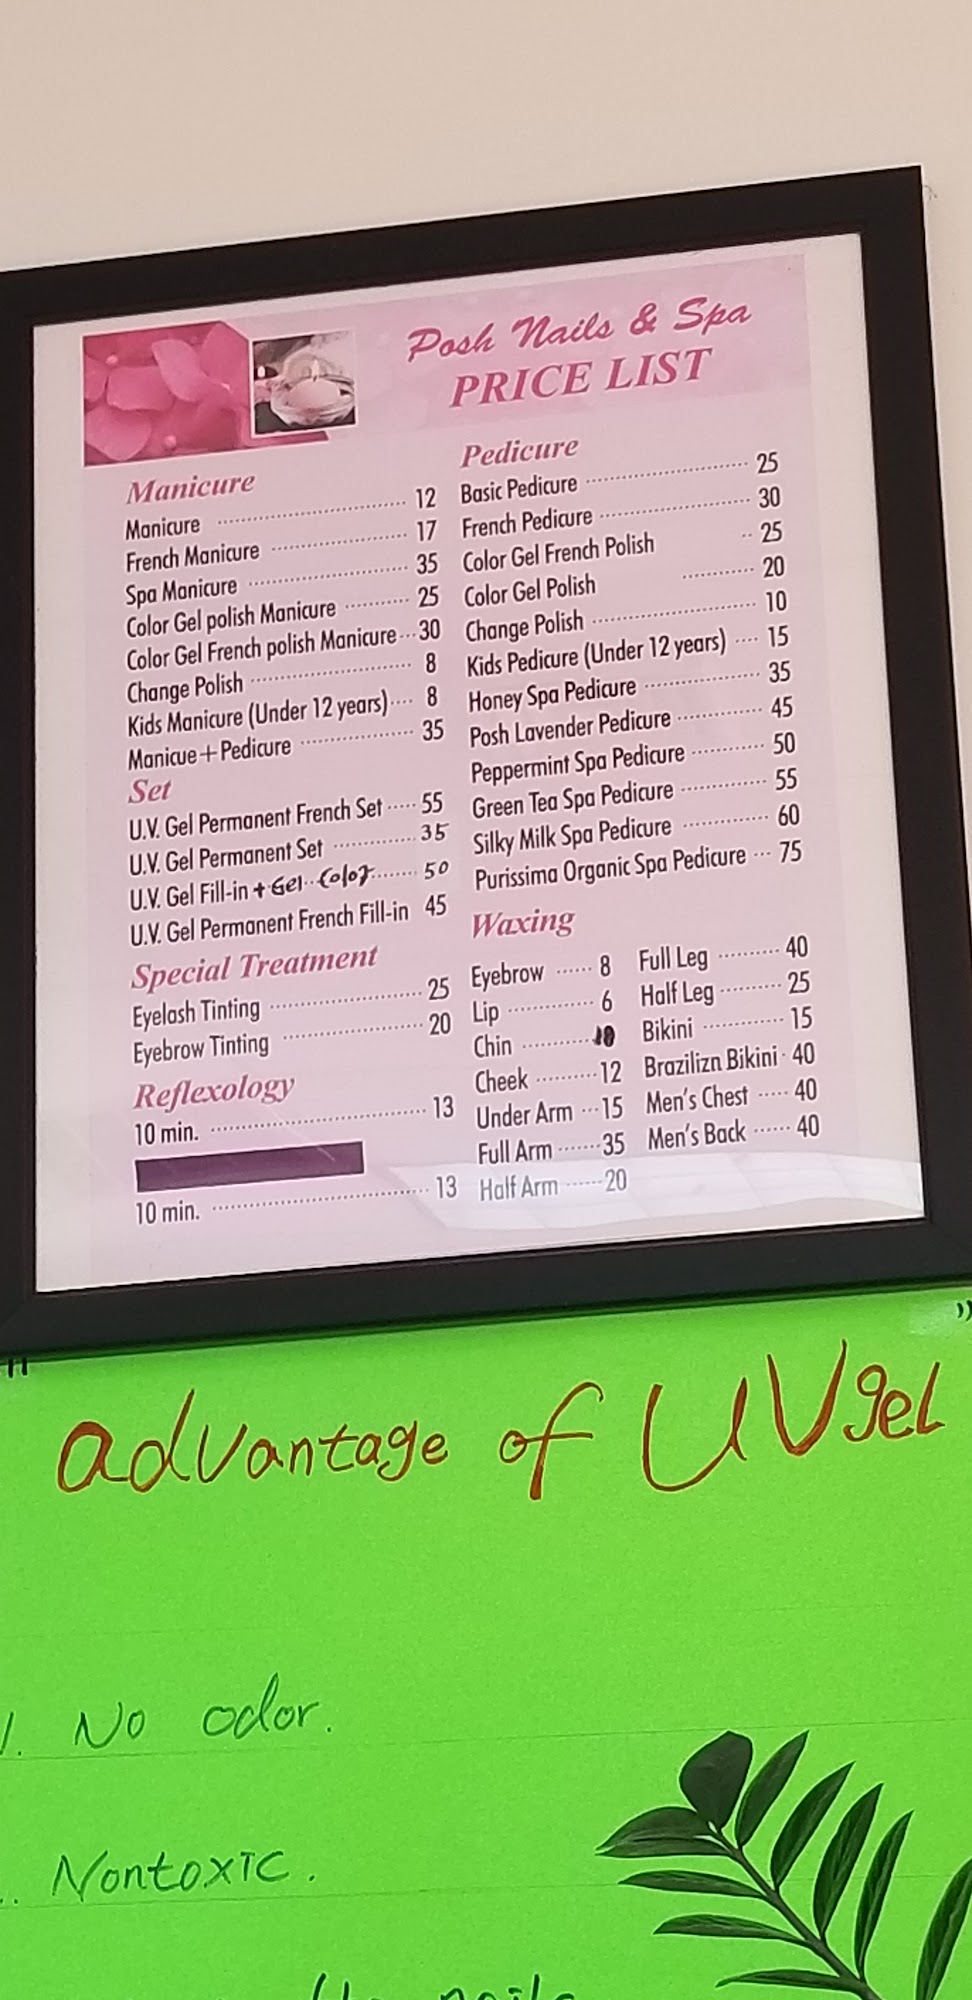 Posh Nails & Spa
PRICE LIST
Manicure
Manicure 12
French Manicure 17
Spa Manicure 35
Color Gel polish Manicure 25
Color Gel French polish Manicure 30
Change Polish 8
Kids Manicure (Under 12 years) 8
Manicue+Pedicure 35
Set
U.V. Gel Permanent French Set 55
U.V. Gel Permanent Set 35
U.V. Gel Fill-in + Gel Color 50
U.V. Gel Permanent French Fill-in 45
Special Treatment
Eyelash Tinting 25
Eyebrow Tinting 20
Reflexology
10 min. 13
10 min. 13
Pedicure
Basic Pedicure 25
French Pedicure 30
Color Gel French Polish 25
Color Gel Polish 20
Change Polish 10
Kids Pedicure (Under 12 years) 15
Honey Spa Pedicure 35
Posh Lavender Pedicure 45
Peppermint Spa Pedicure 50
Green Tea Spa Pedicure 55
Silky Milk Spa Pedicure 60
Purissima Organic Spa Pedicure 75
Waxing
Eyebrow 8
Lip 6
Chin 10
Cheek 12
Under Arm 15
Full Arm 35
Half Arm 20
Full Leg 40
Half Leg 25
Bikini 15
Brazilizn Bikini 40
Men's Chest 40
Men's Back 40
"advantage of UVgel"
1. No odor.
Nontoxic.
nails